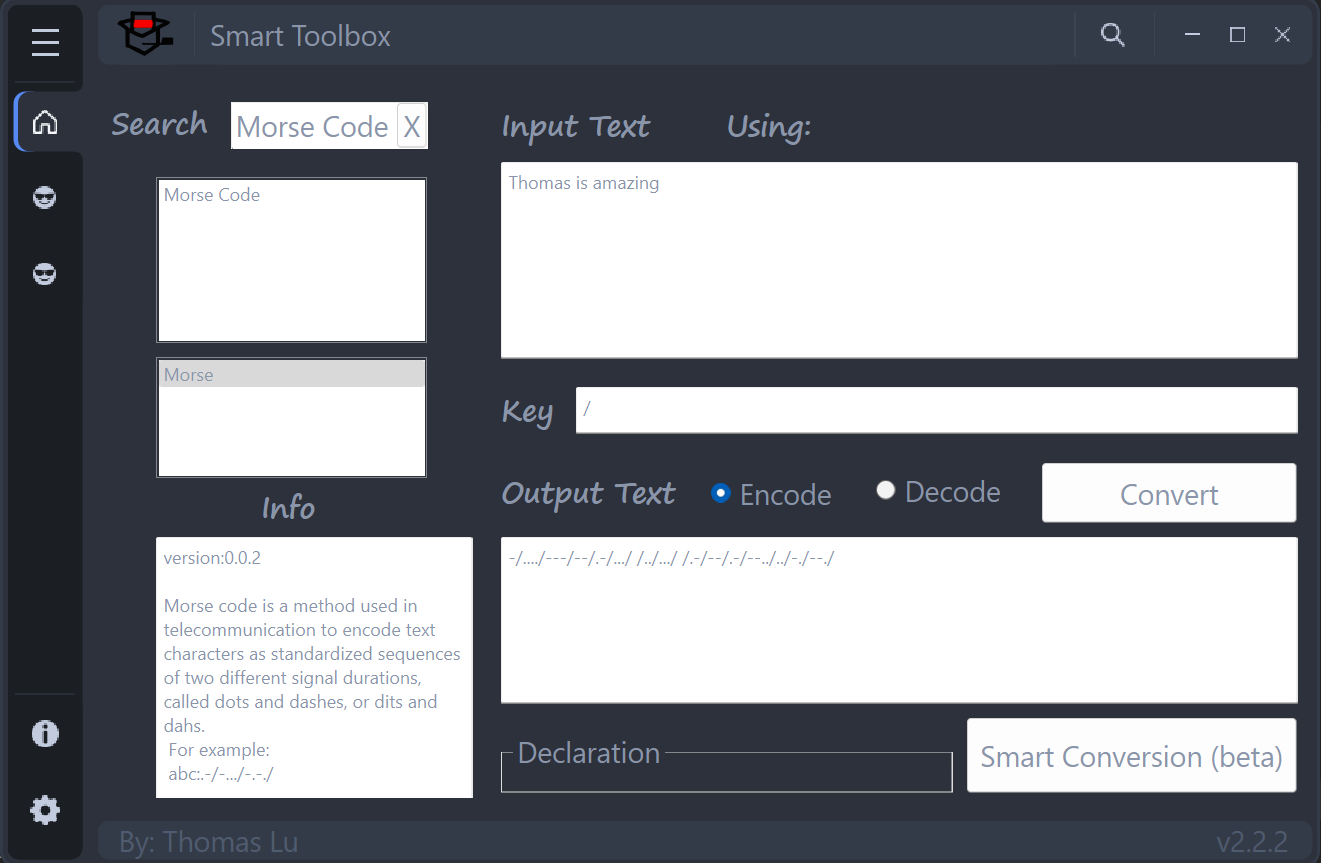 Smart Toolbox
Search
Morse Code X
Morse Code
Morse
Info
version:0.0.2
Morse code is a method used in
telecommunication to encode text
characters as standardized sequences
of two different signal durations,
called dots and dashes, or dits and
dahs.
For example:
abc:.-/-.../-.-./
Input Text Using:
Thomas is amazing
Key /
Output Text Encode Decode Convert
-/..../---/--/.-/.../ /../.../ /.-/--/.-/--../../-./--./
Declaration
Smart Conversion (beta)
By: Thomas Lu
v2.2.2